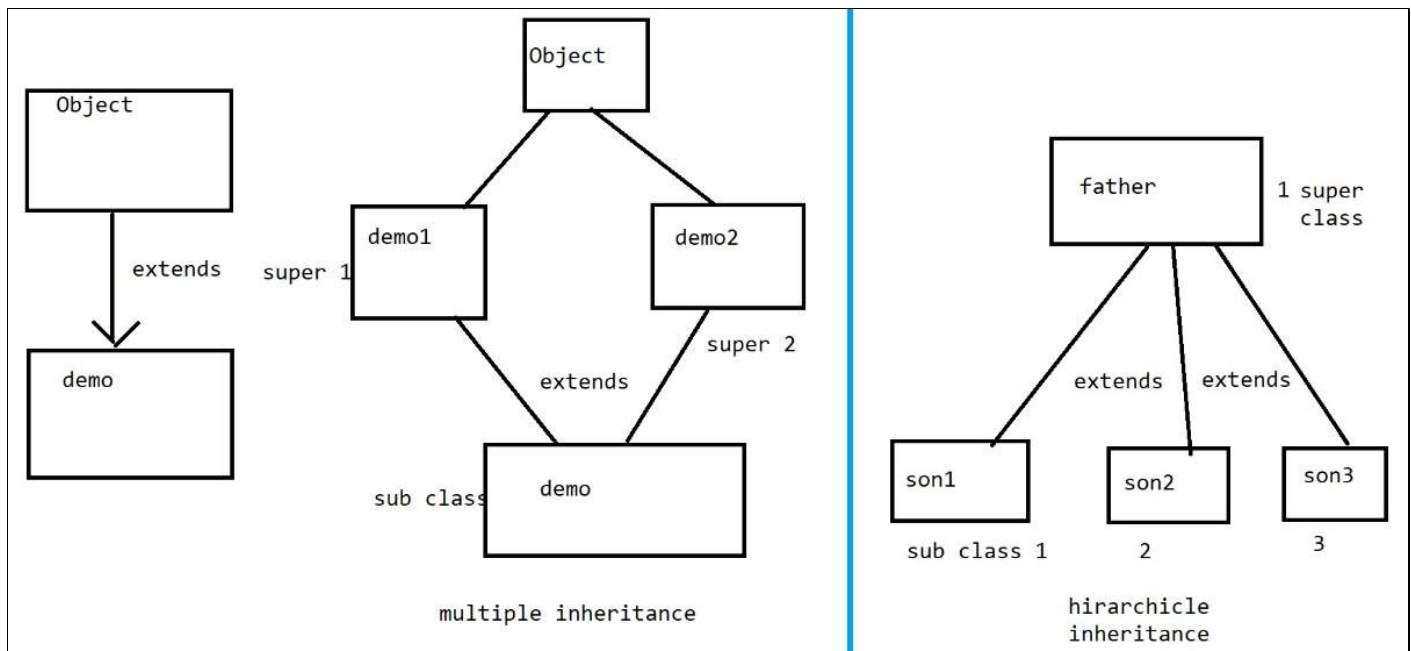 Object
extends
demo
Object
demo1
demo2
super 1
super 2
extends
sub class
demo
multiple inheritance
father
1 super
class
extends
extends
son1
son2
son3
sub class 1
2
3
hirarchicle
inheritance